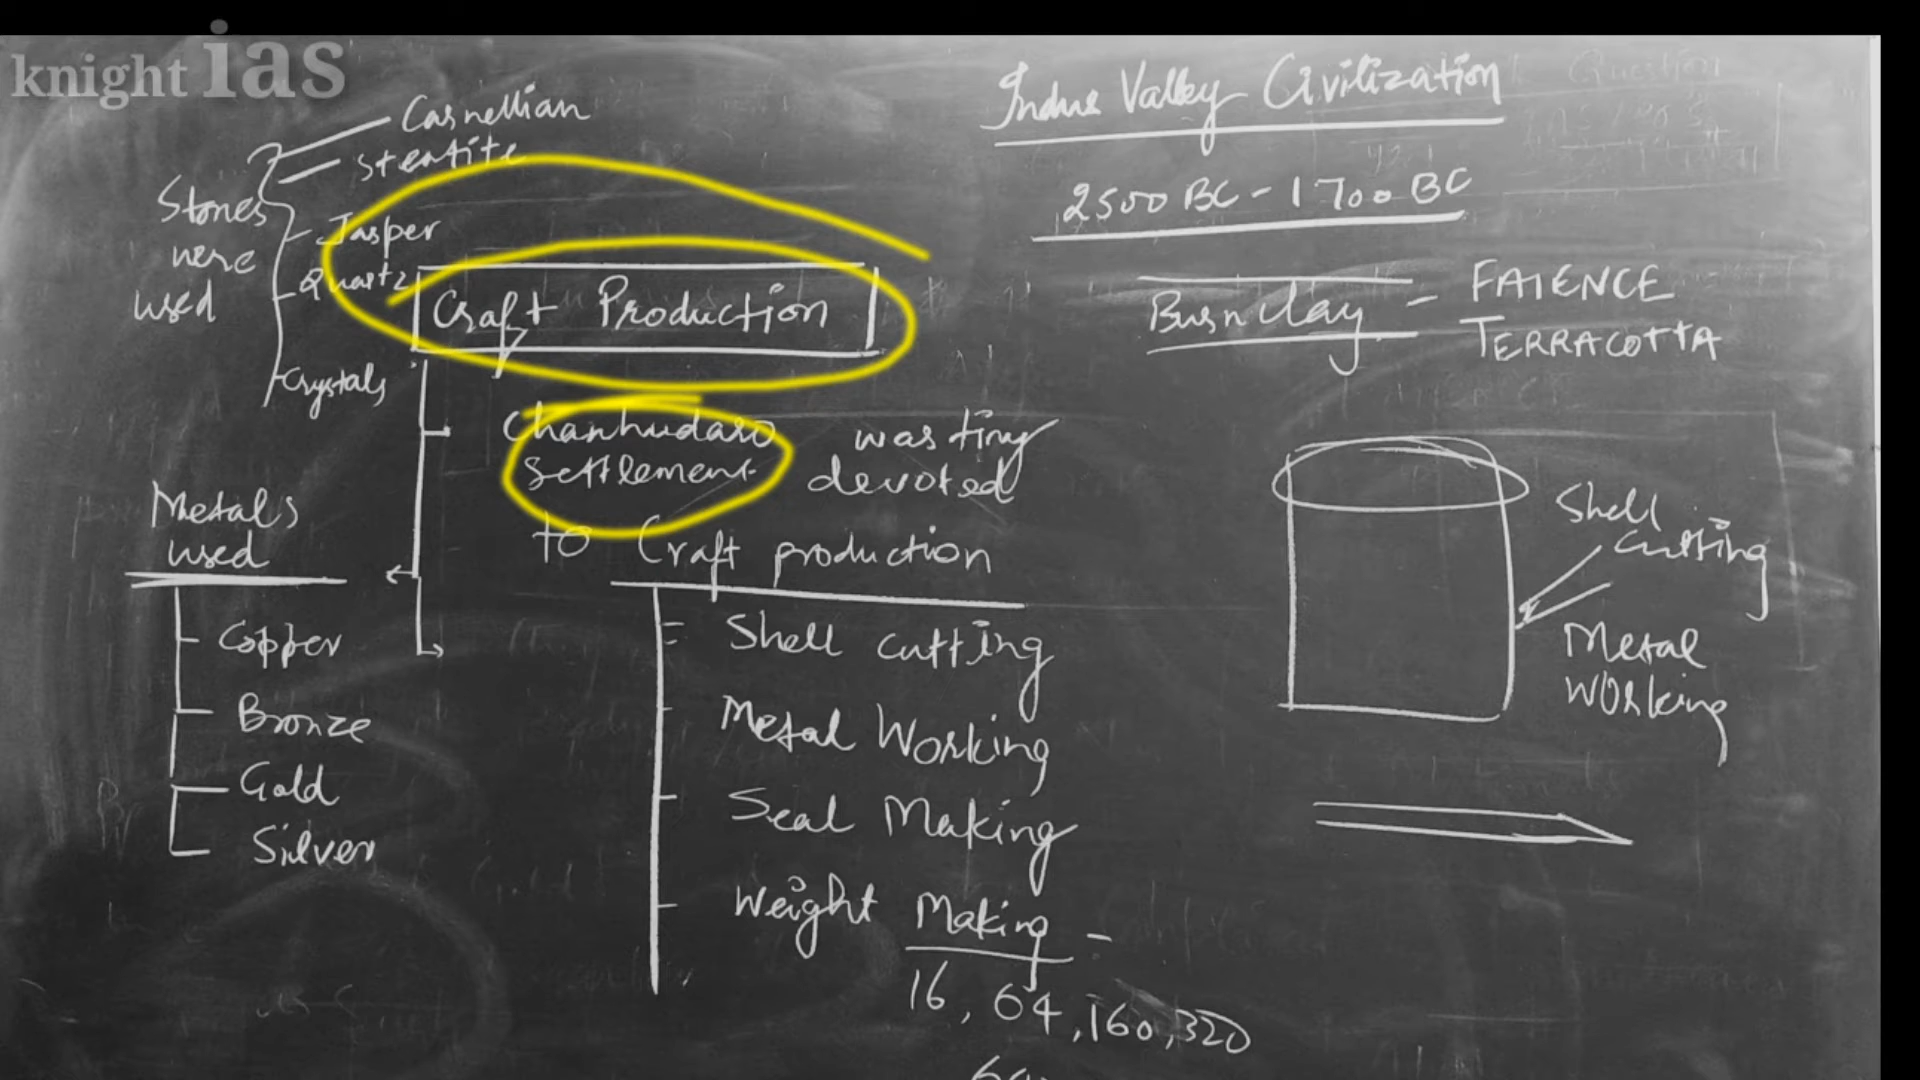 knight ias
Indus Valley Civilization
2500 BC - 1700 BC
Burn Clay - FAIENCE
TERRACOTTA
Carnellian
Steatite
Stones were used
Jasper
Quartz
Crystals
Craft Production
Chanhudaro was tiny
Settlement devoted
to Craft production
Shell cutting
Metal Working
Seal Making
Weight Making -
16, 64, 160, 320
Metals
used
Copper
Bronze
Gold
Silver
Shell
Cutting
Metal
Working